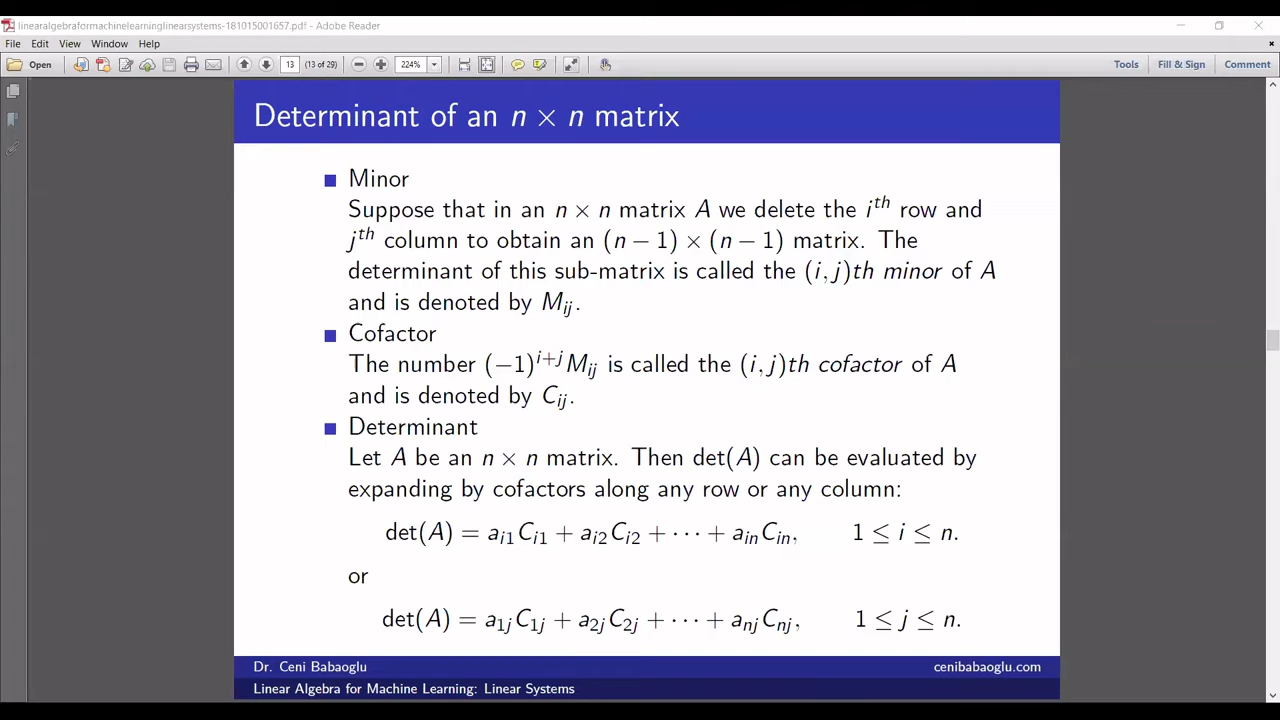 linearalgebraformachinelearninglinearsystems-181015001657.pdf - Adobe Reader
File Edit View Window Help
Open 13 (13 of 29) 224% Tools Fill & Sign Comment
Determinant of an n × n matrix
Minor
Suppose that in an n × n matrix A we delete the i^th row and
j^th column to obtain an (n − 1) × (n − 1) matrix. The
determinant of this sub-matrix is called the (i, j)th minor of A
and is denoted by M_ij.
Cofactor
The number (−1)^{i+j} M_ij is called the (i, j)th cofactor of A
and is denoted by C_ij.
Determinant
Let A be an n × n matrix. Then det(A) can be evaluated by
expanding by cofactors along any row or any column:
det(A) = a_i1 C_i1 + a_i2 C_i2 + ··· + a_in C_in, 1 ≤ i ≤ n.
or
det(A) = a_1j C_1j + a_2j C_2j + ··· + a_nj C_nj, 1 ≤ j ≤ n.
Dr. Ceni Babaoglu cenibabaoglu.com
Linear Algebra for Machine Learning: Linear Systems